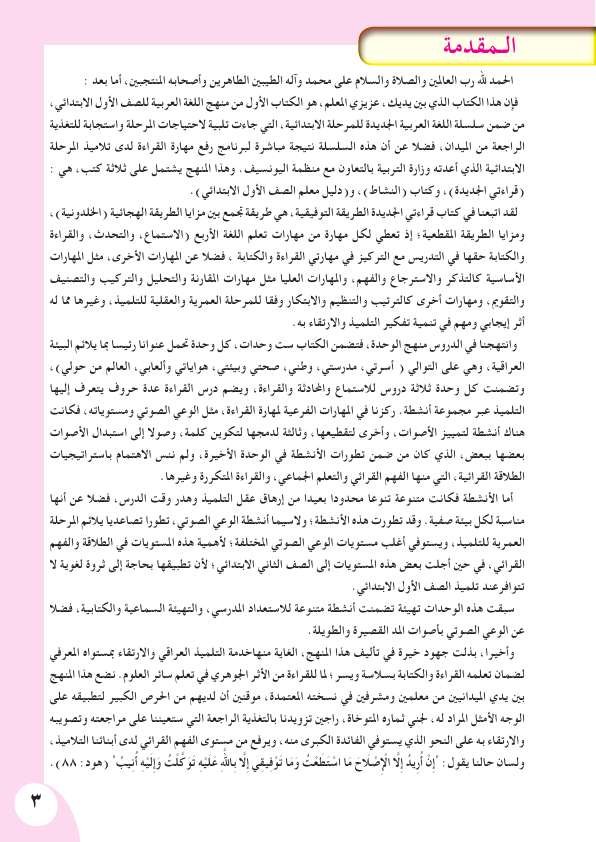 الـمقدمة
الحمد لله رب العالمين والصلاة والسلام على محمد وآله الطيبين الطاهرين وأصحابه المنتجبين، أما بعد :
فإن هذا الكتاب الذي بين يديك، عزيزي المعلم، هو الكتاب الأول من منهج اللغة العربية للصف الأول الابتدائي،
من ضمن سلسلة اللغة العربية الجديدة للمرحلة الابتدائية، التي جاءت تلبية لاحتياجات المرحلة واستجابة للتغذية
الراجعة من الميدان، فضلا عن أن هذه السلسلة نتيجة مباشرة لبرنامج رفع مهارة القراءة لدى تلاميذ المرحلة
الابتدائية الذي أعدته وزارة التربية بالتعاون مع منظمة اليونسيف. وهذا المنهج يشتمل على ثلاثة كتب، هي :
(قراءتي الجديدة)، وكتاب (النشاط)، و(دليل معلم الصف الأول الابتدائي).
لقد اتبعنا في كتاب قراءتي الجديدة الطريقة التوفيقية، هي طريقة تجمع بين مزايا الطريقة الهجائية (الخلدونية)،
ومزايا الطريقة المقطعية؛ إذ تعطي لكل مهارة من مهارات تعلم اللغة الأربع (الاستماع، والتحدث، والقراءة
والكتابة حقها في التدريس مع التركيز في مهارتي القراءة والكتابة ، فضلا عن المهارات الأخرى، مثل المهارات
الأساسية كالتذكر والاسترجاع والفهم، والمهارات العليا مثل مهارات المقارنة والتحليل والتركيب والتصنيف
والتقويم، ومهارات أخرى كالترتيب والتنظيم والابتكار وفقا للمرحلة العمرية والعقلية للتلميذ، وغيرها مما له
أثر إيجابي ومهم في تنمية تفكير التلميذ والارتقاء به.
وانتهجنا في الدروس منهج الوحدة، فتضمن الكتاب ست وحدات، كل وحدة تحمل عنوانا رئيسا بما يلائم البيئة
العراقية، وهي على التوالي ( أسرتي، مدرستي، وطني، صحتي وبيئتي، هواياتي وألعابي، العالم من حولي)،
وتضمنت كل وحدة ثلاثة دروس للاستماع والمحادثة والقراءة، ويضم درس القراءة عدة حروف يتعرف إليها
التلميذ عبر مجموعة أنشطة. ركزنا في المهارات الفرعية لمهارة القراءة، مثل الوعي الصوتي ومستوياته، فكانت
هناك أنشطة لتمييز الأصوات، وأخرى لتقطيعها، وثالثة لدمجها لتكوين كلمة، وصولا إلى استبدال الأصوات
بعضها ببعض، الذي كان من ضمن تطورات الأنشطة في الوحدة الأخيرة، ولم ننس الاهتمام باستراتيجيات
الطلاقة القرائية، التي منها الفهم القرائي والتعلم الجماعي، والقراءة المتكررة وغيرها.
أما الأنشطة فكانت متنوعة تنوعا محدودا بعيدا من إرهاق عقل التلميذ وهدر وقت الدرس، فضلا عن أنها
مناسبة لكل بيئة صفية. وقد تطورت هذه الأنشطة؛ ولاسيما أنشطة الوعي الصوتي، تطورا تصاعديا يلائم المرحلة
العمرية للتلميذ، ويستوفي أغلب مستويات الوعي الصوتي المختلفة؛ لأهمية هذه المستويات في الطلاقة والفهم
القرائي، في حين أجلت بعض هذه المستويات إلى الصف الثاني الابتدائي؛ لأن تطبيقها بحاجة إلى ثروة لغوية لا
تتوافرعند تلميذ الصف الأول الابتدائي.
سبقت هذه الوحدات تهيئة تضمنت أنشطة متنوعة للاستعداد المدرسي، والتهيئة السماعية والكتابية، فضلا
عن الوعي الصوتي بأصوات المد القصيرة والطويلة.
وأخيرا، بذلت جهود خيرة في تأليف هذا المنهج، الغاية منهاخدمة التلميذ العراقي والارتقاء بمستواه المعرفي
لضمان تعلمه القراءة والكتابة بسلاسة ويسر؛ لما للقراءة من الأثر الجوهري في تعلم سائر العلوم. نضع هذا المنهج
بين يدي الميدانيين من معلمين ومشرفين في نسخته المعتمدة، موقنين أن لديهم من الحرص الكبير لتطبيقه على
الوجه الأمثل المراد له، لجني ثماره المتوخاة، راجين تزويدنا بالتغذية الراجعة التي ستعيننا على مراجعته وتصويبه
والارتقاء به على النحو الذي يستوفي الفائدة الكبرى منه، ويرفع من مستوى الفهم القرائي لدى أبنائنا التلاميذ،
ولسان حالنا يقول : "إِنْ أُرِيدُ إِلَّا الْإِصْلَاحَ مَا اسْتَطَعْتُ وَمَا تَوْفِيقِي إِلَّا بِاللَّهِ عَلَيْهِ تَوَكَّلْتُ وَإِلَيْهِ أُنِيبُ" (هود: ٨٨).
٣